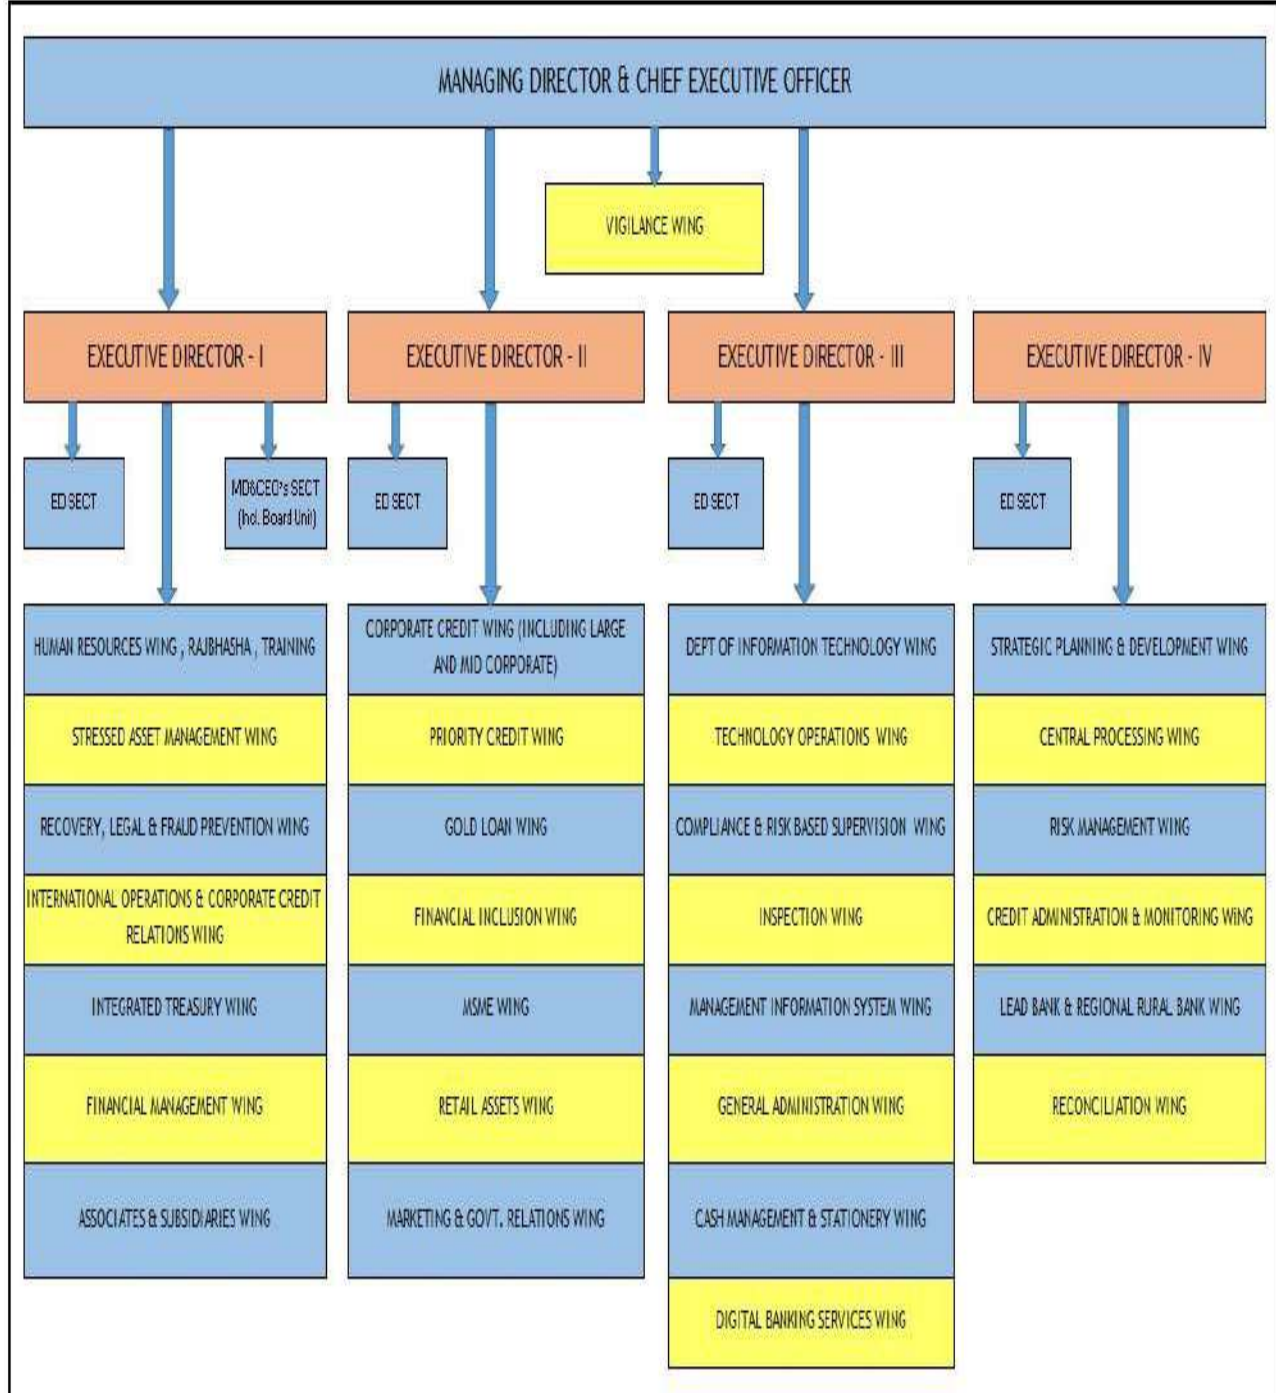 MANAGING DIRECTOR & CHIEF EXECUTIVE OFFICER
VIGILANCE WING
EXECUTIVE DIRECTOR - I
EXECUTIVE DIRECTOR - II
EXECUTIVE DIRECTOR - III
EXECUTIVE DIRECTOR - IV
ED SECT
MD&CEO's SECT
(Incl. Board Unit)
ED SECT
ED SECT
ED SECT
HUMAN RESOURCES WING , RAJBHASHA , TRAINING
STRESSED ASSET MANAGEMENT WING
RECOVERY, LEGAL & FRAUD PREVENTION WING
INTERNATIONAL OPERATIONS & CORPORATE CREDIT
RELATIONS WING
INTEGRATED TREASURY WING
FINANCIAL MANAGEMENT WING
ASSOCIATES & SUBSIDIARIES WING
CORPORATE CREDIT WING (INCLUDING LARGE
AND MID CORPORATE)
PRIORITY CREDIT WING
GOLD LOAN WING
FINANCIAL INCLUSION WING
MSME WING
RETAIL ASSETS WING
MARKETING & GOVT. RELATIONS WING
DEPT OF INFORMATION TECHNOLOGY WING
TECHNOLOGY OPERATIONS WING
COMPLIANCE & RISK BASED SUPERVISION WING
INSPECTION WING
MANAGEMENT INFORMATION SYSTEM WING
GENERAL ADMINISTRATION WING
CASH MANAGEMENT & STATIONERY WING
DIGITAL BANKING SERVICES WING
STRATEGIC PLANNING & DEVELOPMENT WING
CENTRAL PROCESSING WING
RISK MANAGEMENT WING
CREDIT ADMINISTRATION & MONITORING WiNG
LEAD BANK & REGIONAL RURAL BANK WING
RECONCILIATION WING